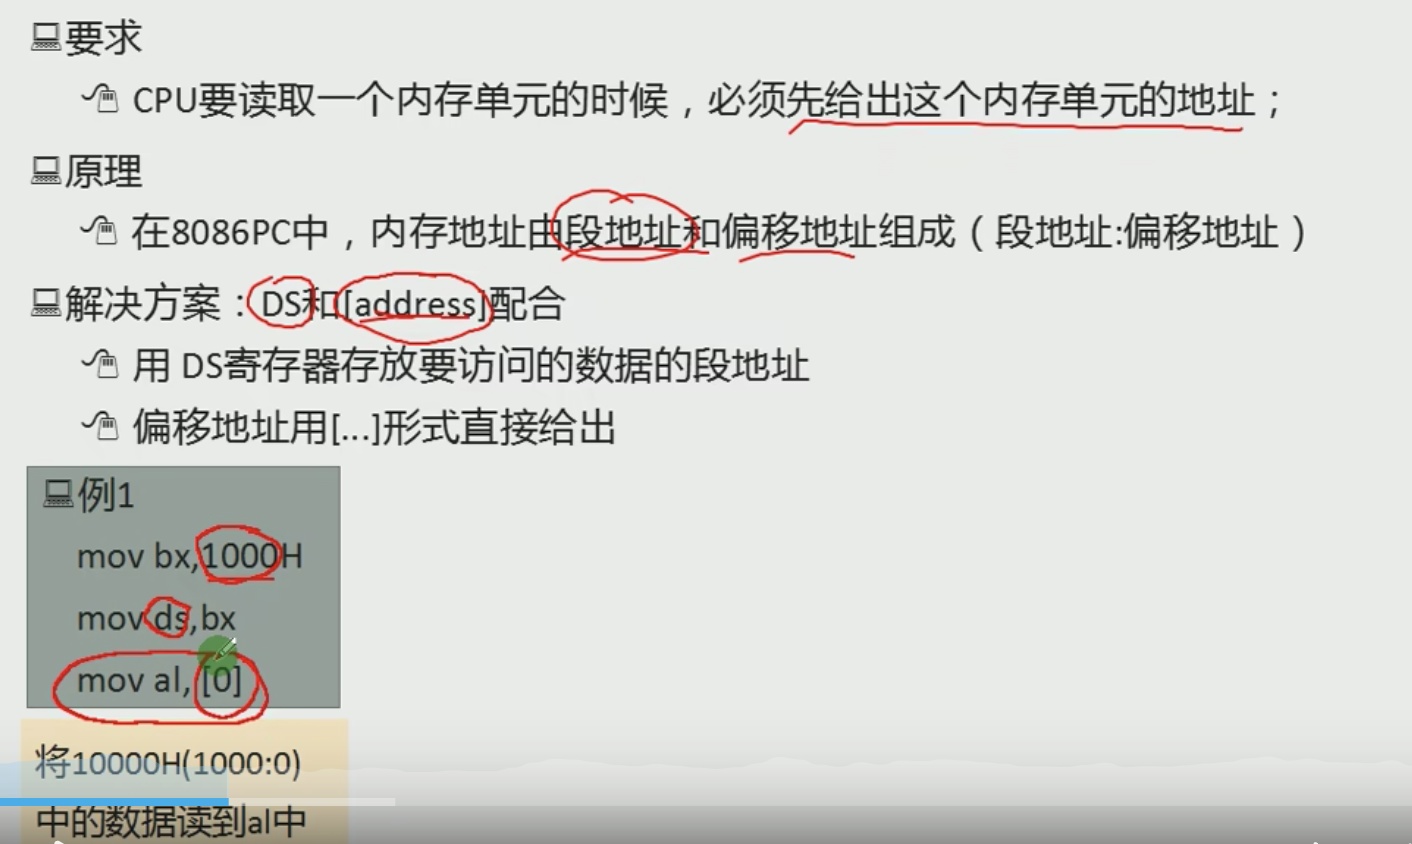 要求
CPU要读取一个内存单元的时候，必须先给出这个内存单元的地址；
原理
在8086PC中，内存地址由段地址和偏移地址组成（段地址:偏移地址）
解决方案：DS和[address]配合
用 DS寄存器存放要访问的数据的段地址
偏移地址用[...]形式直接给出
例1
mov bx,1000H
mov ds,bx
mov al, [0]
将10000H(1000:0)
中的数据读到al中